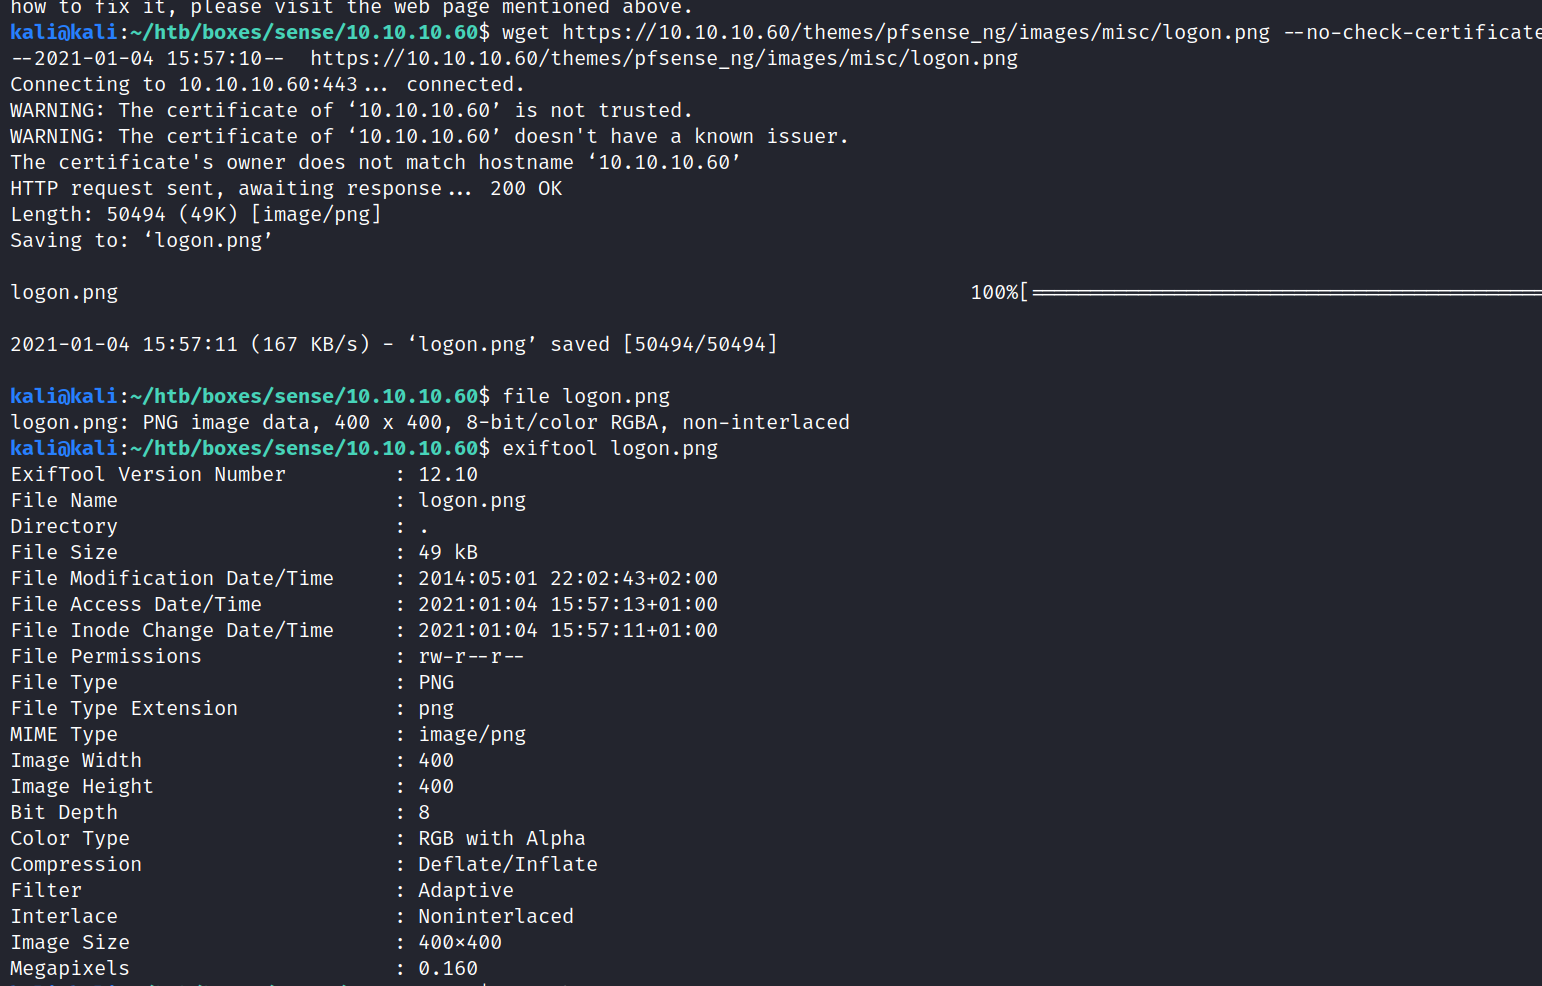 how to fix it, please visit the web page mentioned above.
kali@kali:~/htb/boxes/sense/10.10.10.60$ wget https://10.10.10.60/themes/pfsense_ng/images/misc/logon.png --no-check-certificate
--2021-01-04 15:57:10--  https://10.10.10.60/themes/pfsense_ng/images/misc/logon.png
Connecting to 10.10.10.60:443... connected.
WARNING: The certificate of ‘10.10.10.60’ is not trusted.
WARNING: The certificate of ‘10.10.10.60’ doesn't have a known issuer.
The certificate's owner does not match hostname ‘10.10.10.60’
HTTP request sent, awaiting response... 200 OK
Length: 50494 (49K) [image/png]
Saving to: ‘logon.png’
logon.png 100%[==========================================
2021-01-04 15:57:11 (167 KB/s) - ‘logon.png’ saved [50494/50494]
kali@kali:~/htb/boxes/sense/10.10.10.60$ file logon.png
logon.png: PNG image data, 400 x 400, 8-bit/color RGBA, non-interlaced
kali@kali:~/htb/boxes/sense/10.10.10.60$ exiftool logon.png
ExifTool Version Number : 12.10
File Name : logon.png
Directory : .
File Size : 49 kB
File Modification Date/Time : 2014:05:01 22:02:43+02:00
File Access Date/Time : 2021:01:04 15:57:13+01:00
File Inode Change Date/Time : 2021:01:04 15:57:11+01:00
File Permissions : rw-r--r--
File Type : PNG
File Type Extension : png
MIME Type : image/png
Image Width : 400
Image Height : 400
Bit Depth : 8
Color Type : RGB with Alpha
Compression : Deflate/Inflate
Filter : Adaptive
Interlace : Noninterlaced
Image Size : 400×400
Megapixels : 0.160